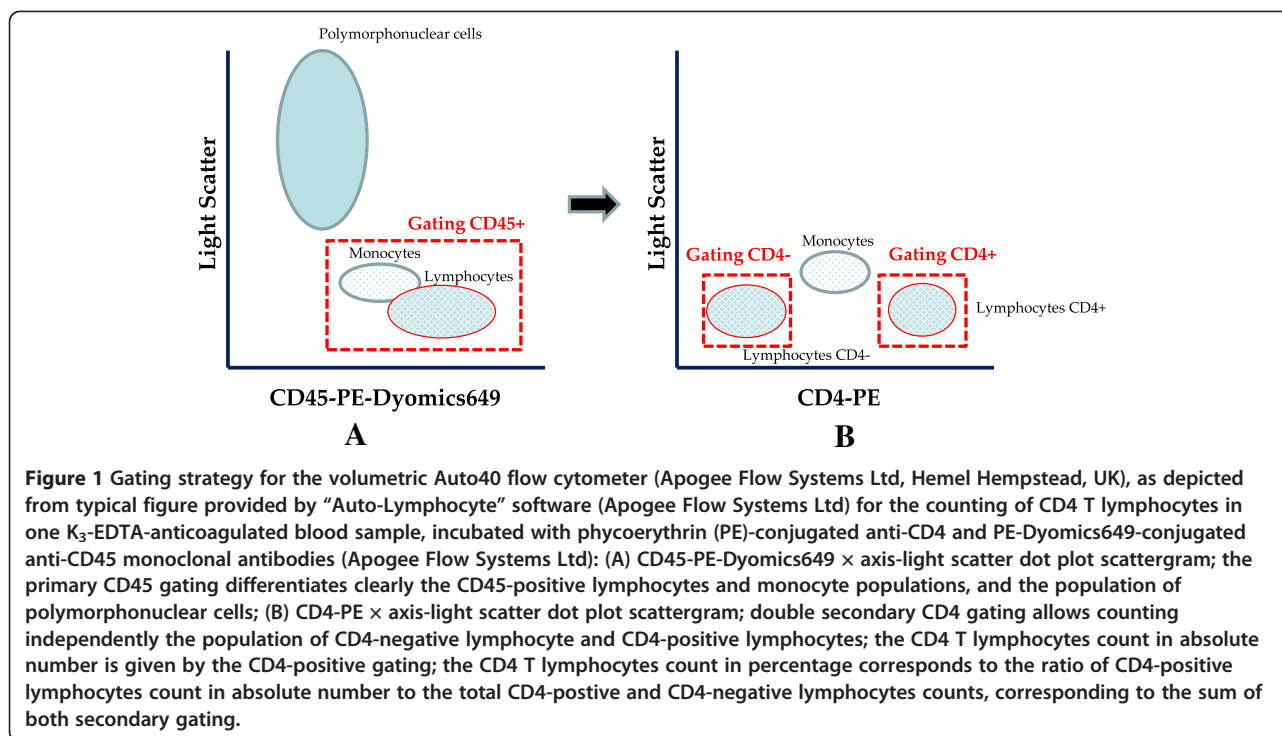 Polymorphonuclear cells
Light Scatter
Gating CD45+
Monocytes
Lymphocytes
CD45-PE-Dyomics649
A
Light Scatter
Monocytes
Gating CD4-
Gating CD4+
Lymphocytes CD4+
Lymphocytes CD4-
CD4-PE
B
Figure 1 Gating strategy for the volumetric Auto40 flow cytometer (Apogee Flow Systems Ltd, Hemel Hempstead, UK), as depicted
from typical figure provided by “Auto-Lymphocyte” software (Apogee Flow Systems Ltd) for the counting of CD4 T lymphocytes in
one K₃-EDTA-anticoagulated blood sample, incubated with phycoerythrin (PE)-conjugated anti-CD4 and PE-Dyomics649-conjugated
anti-CD45 monoclonal antibodies (Apogee Flow Systems Ltd): (A) CD45-PE-Dyomics649 × axis-light scatter dot plot scattergram; the
primary CD45 gating differentiates clearly the CD45-positive lymphocytes and monocyte populations, and the population of
polymorphonuclear cells; (B) CD4-PE × axis-light scatter dot plot scattergram; double secondary CD4 gating allows counting
independently the population of CD4-negative lymphocyte and CD4-positive lymphocytes; the CD4 T lymphocytes count in absolute
number is given by the CD4-positive gating; the CD4 T lymphocytes count in percentage corresponds to the ratio of CD4-positive
lymphocytes count in absolute number to the total CD4-postive and CD4-negative lymphocytes counts, corresponding to the sum of
both secondary gating.